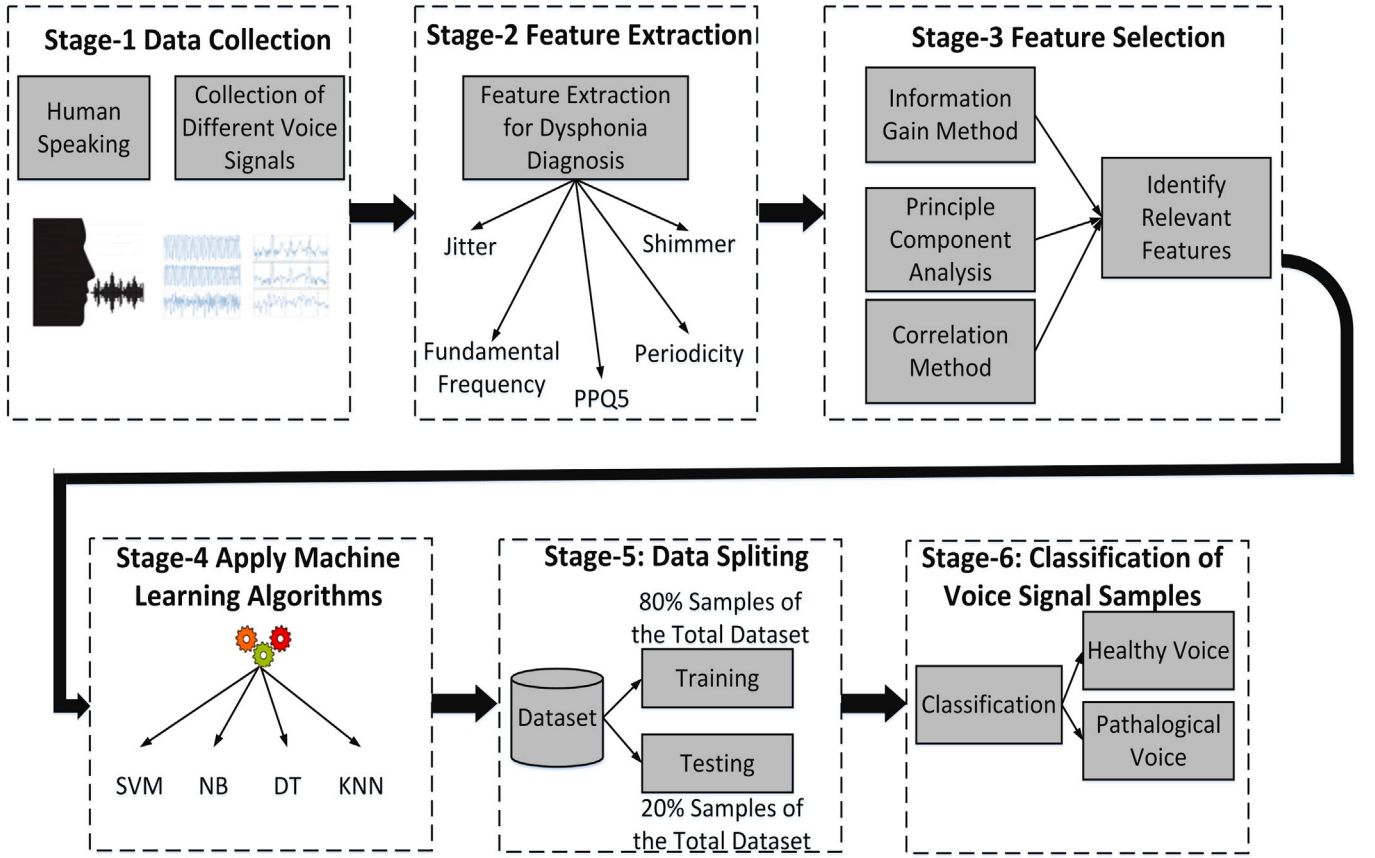 Stage-1 Data Collection
Human
Speaking
Collection of
Different Voice
Signals
Stage-2 Feature Extraction
Feature Extraction
for Dysphonia
Diagnosis
Jitter
Shimmer
Fundamental
Frequency
PPQ5
Periodicity
Stage-3 Feature Selection
Information
Gain Method
Principle
Component
Analysis
Correlation
Method
Identify
Relevant
Features
Stage-4 Apply Machine
Learning Algorithms
SVM
NB
DT
KNN
Stage-5: Data Spliting
80% Samples of
the Total Dataset
Dataset
Training
Testing
20% Samples of
the Total Dataset
Stage-6: Classification of
Voice Signal Samples
Classification
Healthy Voice
Pathalogical
Voice